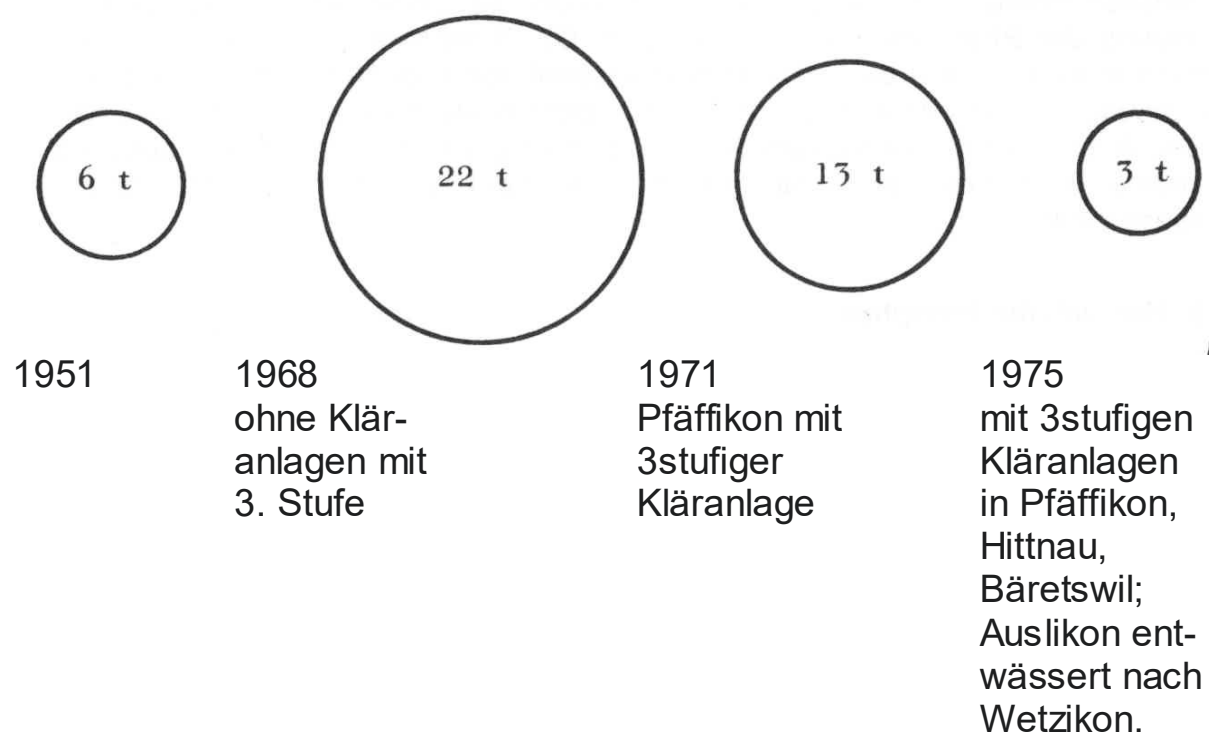 6 t
22 t
13 t
3 t
1951
1968
ohne Klär-
anlagen mit
3. Stufe
1971
Pfäffikon mit
3stufiger
Kläranlage
1975
mit 3stufigen
Kläranlagen
in Pfäffikon,
Hittnau,
Bäretswil;
Auslikon ent-
wässert nach
Wetzikon.